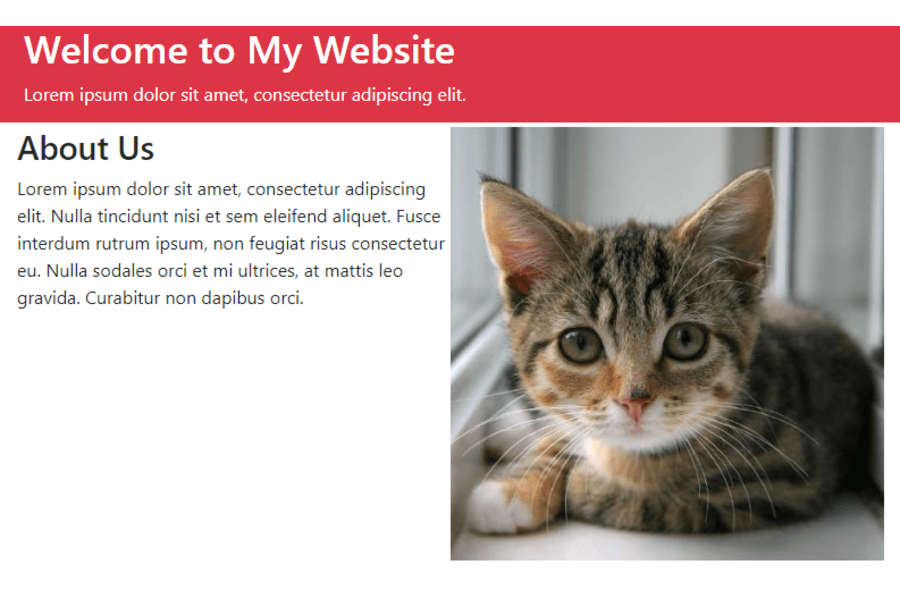 Welcome to My Website
Lorem ipsum dolor sit amet, consectetur adipiscing elit.
About Us
Lorem ipsum dolor sit amet, consectetur adipiscing
elit. Nulla tincidunt nisi et sem eleifend aliquet. Fusce
interdum rutrum ipsum, non feugiat risus consectetur
eu. Nulla sodales orci et mi ultrices, at mattis leo
gravida. Curabitur non dapibus orci.